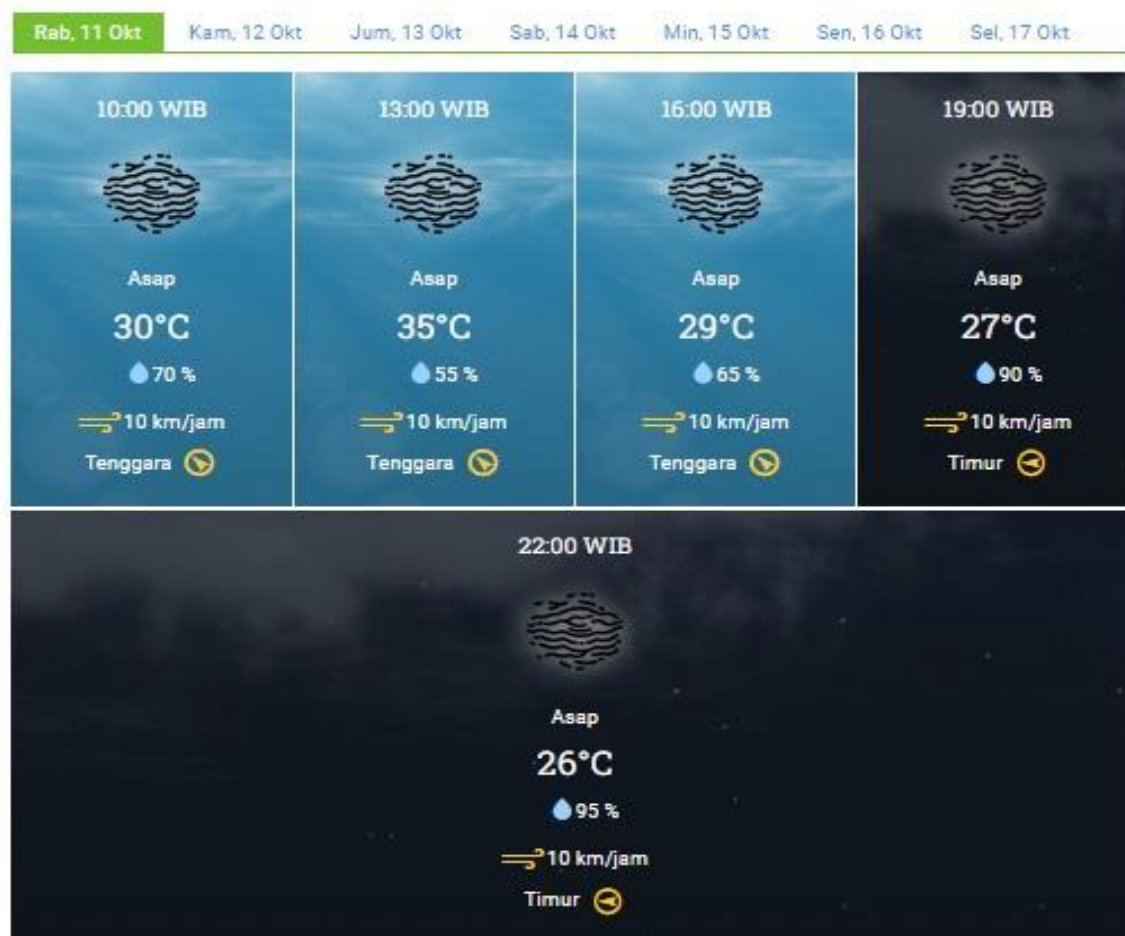 Rab, 11 Okt Kam, 12 Okt Jum, 13 Okt Sab, 14 Okt Min, 15 Okt Sen, 16 Okt Sel, 17 Okt
10:00 WIB
Asap
30°C
70 %
10 km/jam
Tenggara
13:00 WIB
Asap
35°C
55 %
10 km/jam
Tenggara
16:00 WIB
Asap
29°C
65 %
10 km/jam
Tenggara
19:00 WIB
Asap
27°C
90 %
10 km/jam
Timur
22:00 WIB
Asap
26°C
95 %
10 km/jam
Timur